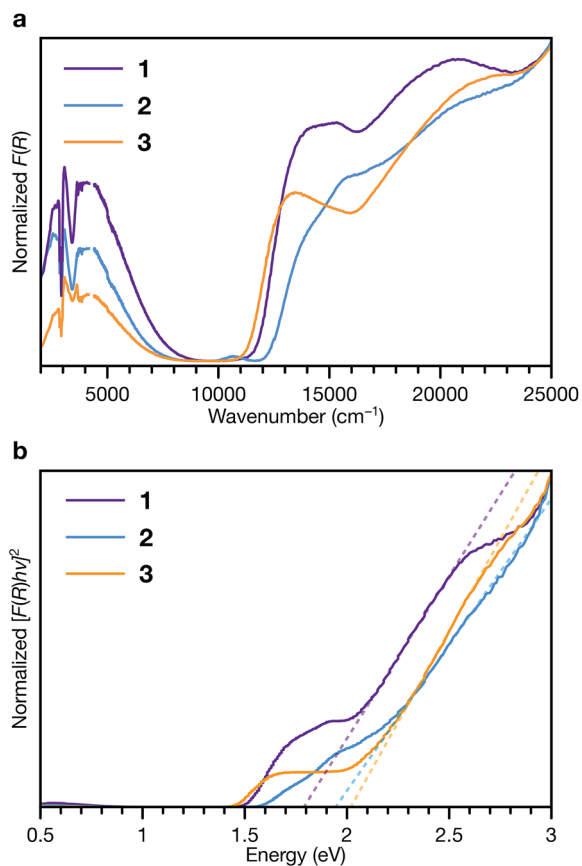 a
1
2
3
Normalized F(R)
5000 10000 15000 20000 25000
Wavenumber (cm⁻¹)
b
1
2
3
Normalized [F(R)hν]²
0.5 1 1.5 2 2.5 3
Energy (eV)